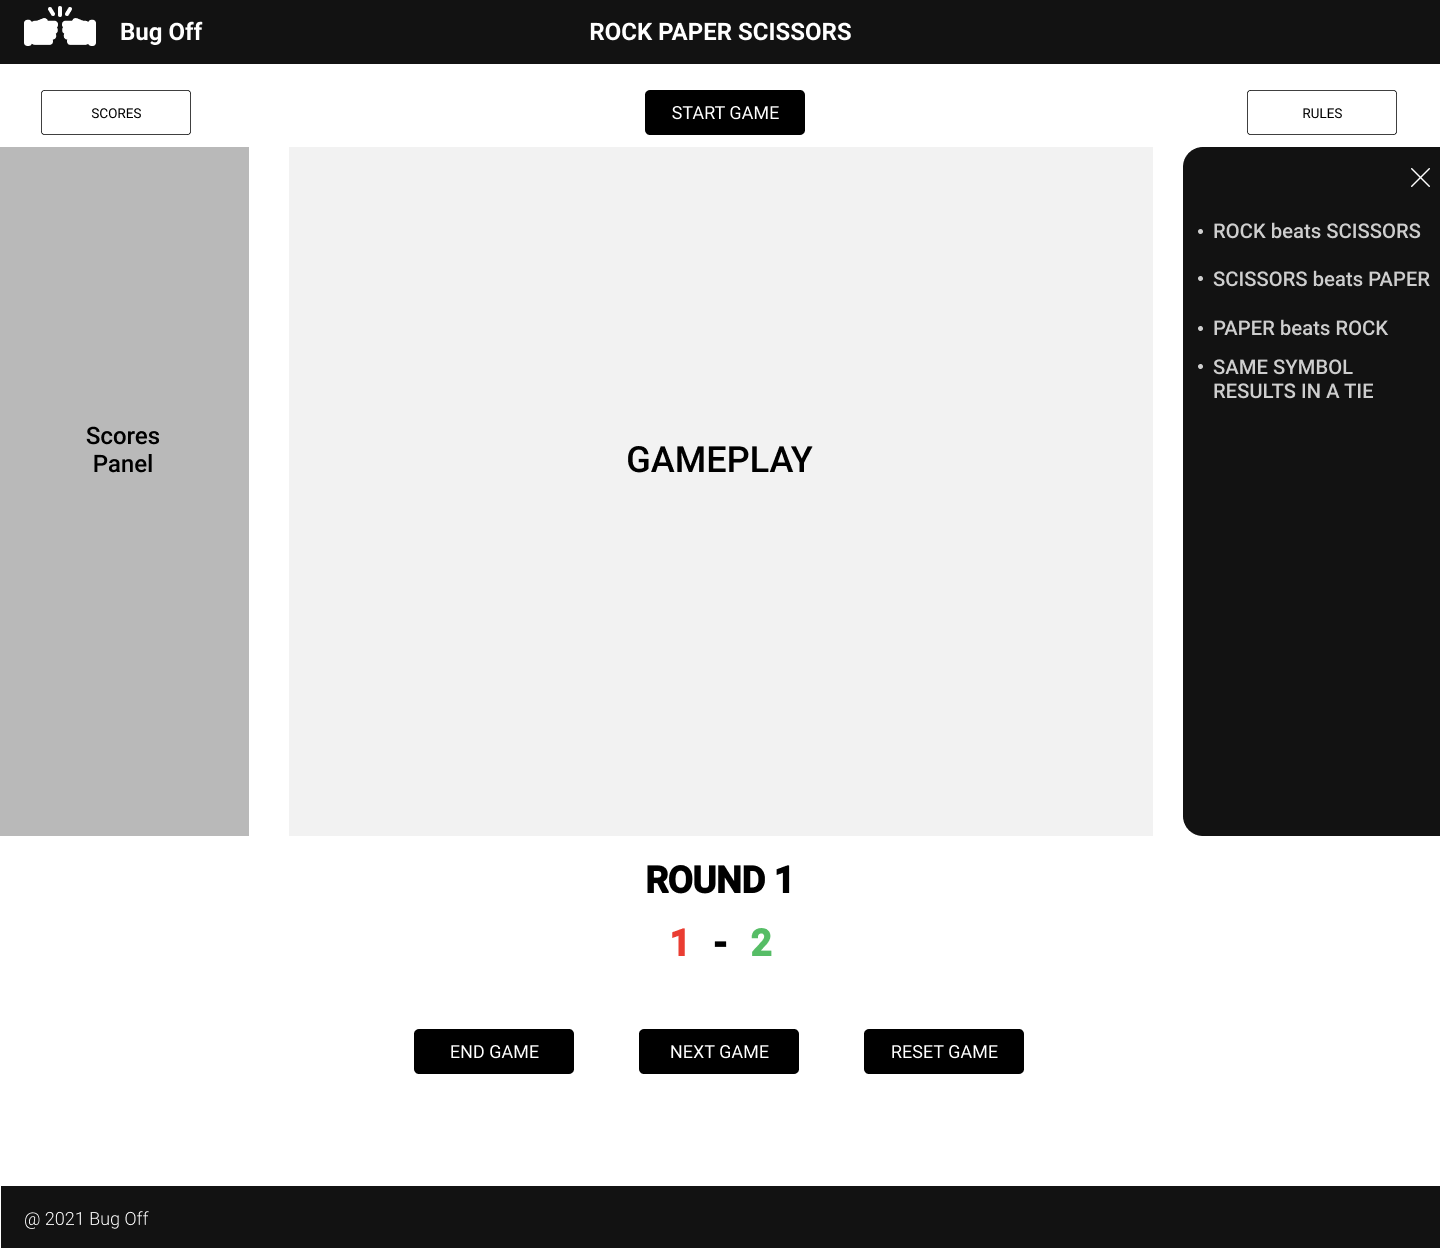 Bug Off
ROCK PAPER SCISSORS
SCORES
START GAME
RULES
• ROCK beats SCISSORS
• SCISSORS beats PAPER
• PAPER beats ROCK
• SAME SYMBOL
RESULTS IN A TIE
Scores
Panel
GAMEPLAY
ROUND 1
1 - 2
END GAME
NEXT GAME
RESET GAME
@ 2021 Bug Off